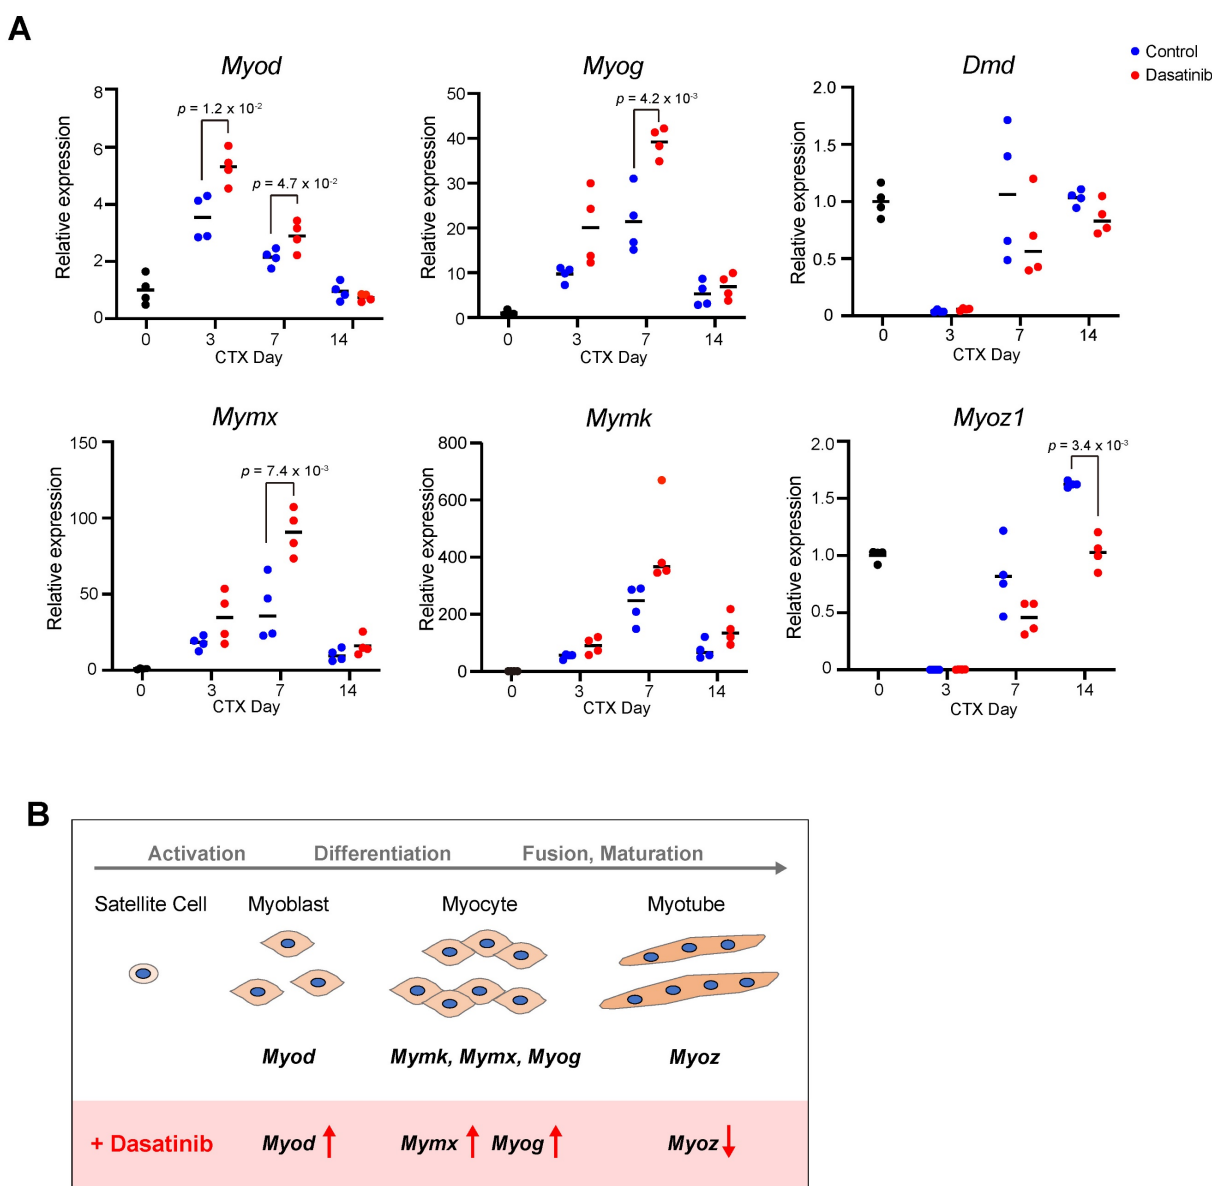 A
Control
Dasatinib
Myod
Relative expression
8
6
4
2
0
p = 1.2 x 10-2
p = 4.7 x 10-2
0 3 7 14
CTX Day
Myog
Relative expression
50
40
30
20
10
0
p = 4.2 x 10-3
0 3 7 14
CTX Day
Dmd
Relative expression
2.0
1.5
1.0
0.5
0
0 3 7 14
CTX Day
Mymx
Relative expression
150
100
50
0
p = 7.4 x 10-3
0 3 7 14
CTX Day
Mymk
Relative expression
800
600
400
200
0
0 3 7 14
CTX Day
Myoz1
Relative expression
2.0
1.5
1.0
0.5
0
p = 3.4 x 10-3
0 3 7 14
CTX Day
B
Activation Differentiation Fusion, Maturation
Satellite Cell Myoblast Myocyte Myotube
Myod Mymk, Mymx, Myog Myoz
+ Dasatinib Myod Mymx Myog Myoz